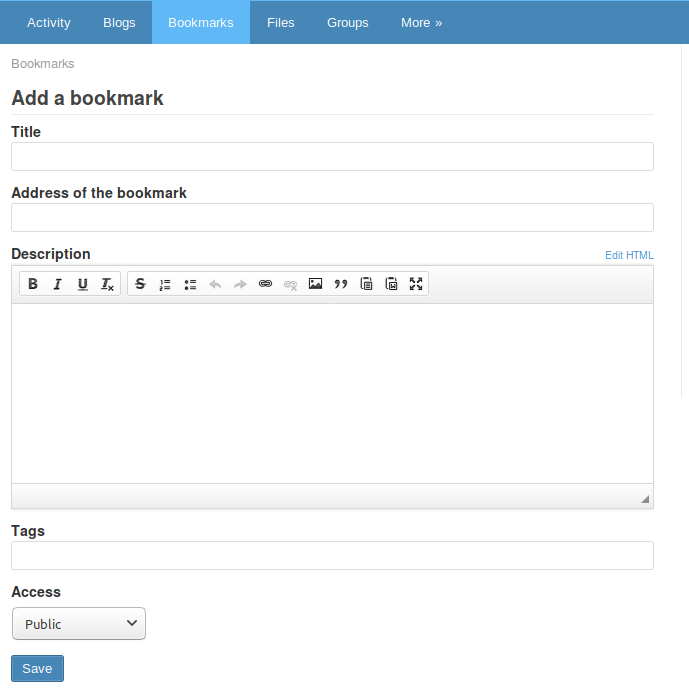 Activity Blogs Bookmarks Files Groups More »
Bookmarks
Add a bookmark
Title
Address of the bookmark
Description Edit HTML
Tags
Access
Public
Save